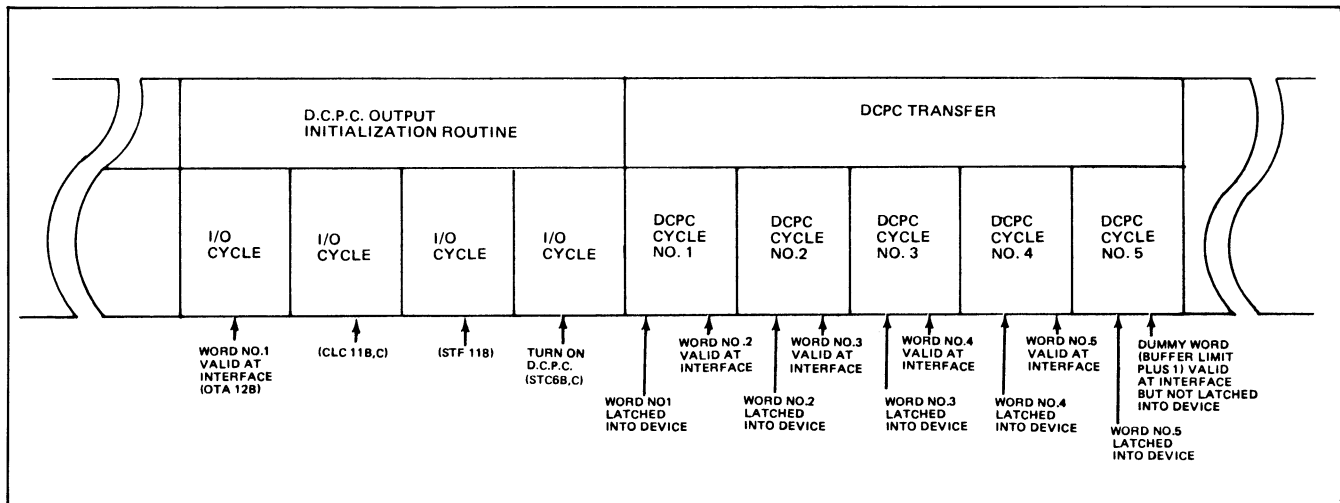 D.C.P.C. OUTPUT
INITIALIZATION ROUTINE
DCPC TRANSFER
I/O
CYCLE
I/O
CYCLE
I/O
CYCLE
I/O
CYCLE
DCPC
CYCLE
NO. 1
DCPC
CYCLE
NO.2
DCPC
CYCLE
NO. 3
DCPC
CYCLE
NO. 4
DCPC
CYCLE
NO. 5
WORD NO.1
VALID AT
INTERFACE
(OTA 12B)
(CLC 11B,C)
(STF 11B)
TURN ON
D.C.P.C.
(STC6B,C)
WORD NO1
LATCHED
INTO DEVICE
WORD NO.2
VALID AT
INTERFACE
WORD NO.2
LATCHED
INTO DEVICE
WORD NO.3
VALID AT
INTERFACE
WORD NO.3
LATCHED
INTO DEVICE
WORD NO.4
VALID AT
INTERFACE
WORD NO.4
LATCHED
INTO DEVICE
WORD NO.5
VALID AT
INTERFACE
WORD NO.5
LATCHED
INTO DEVICE
DUMMY WORD
(BUFFER LIMIT
PLUS 1) VALID
AT INTERFACE
BUT NOT LATCHED
INTO DEVICE